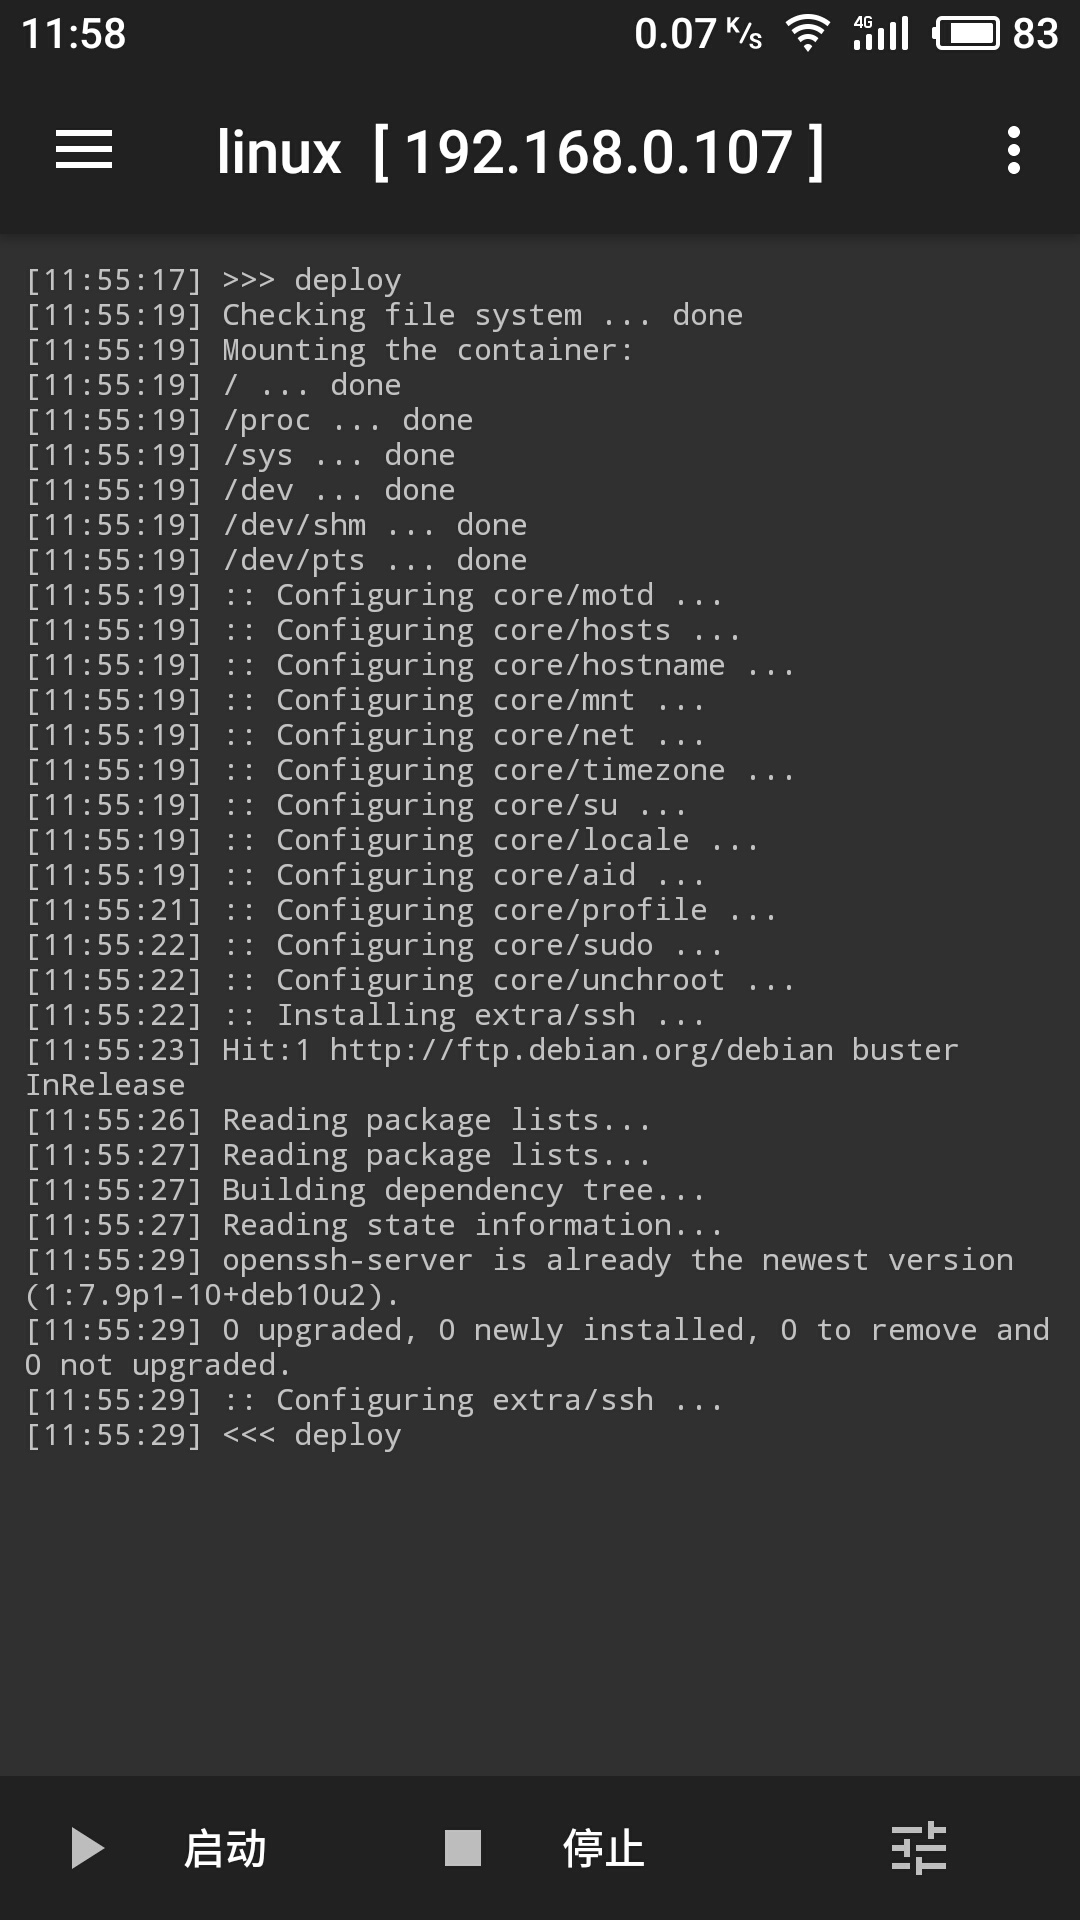 11:58 0.07 K/s 4G 83
linux [ 192.168.0.107 ]
[11:55:17] >>> deploy
[11:55:19] Checking file system ... done
[11:55:19] Mounting the container:
[11:55:19] / ... done
[11:55:19] /proc ... done
[11:55:19] /sys ... done
[11:55:19] /dev ... done
[11:55:19] /dev/shm ... done
[11:55:19] /dev/pts ... done
[11:55:19] :: Configuring core/motd ...
[11:55:19] :: Configuring core/hosts ...
[11:55:19] :: Configuring core/hostname ...
[11:55:19] :: Configuring core/mnt ...
[11:55:19] :: Configuring core/net ...
[11:55:19] :: Configuring core/timezone ...
[11:55:19] :: Configuring core/su ...
[11:55:19] :: Configuring core/locale ...
[11:55:19] :: Configuring core/aid ...
[11:55:21] :: Configuring core/profile ...
[11:55:22] :: Configuring core/sudo ...
[11:55:22] :: Configuring core/unchroot ...
[11:55:22] :: Installing extra/ssh ...
[11:55:23] Hit:1 http://ftp.debian.org/debian buster
InRelease
[11:55:26] Reading package lists...
[11:55:27] Reading package lists...
[11:55:27] Building dependency tree...
[11:55:27] Reading state information...
[11:55:29] openssh-server is already the newest version
(1:7.9p1-10+deb10u2).
[11:55:29] 0 upgraded, 0 newly installed, 0 to remove and
0 not upgraded.
[11:55:29] :: Configuring extra/ssh ...
[11:55:29] <<< deploy
启动 停止